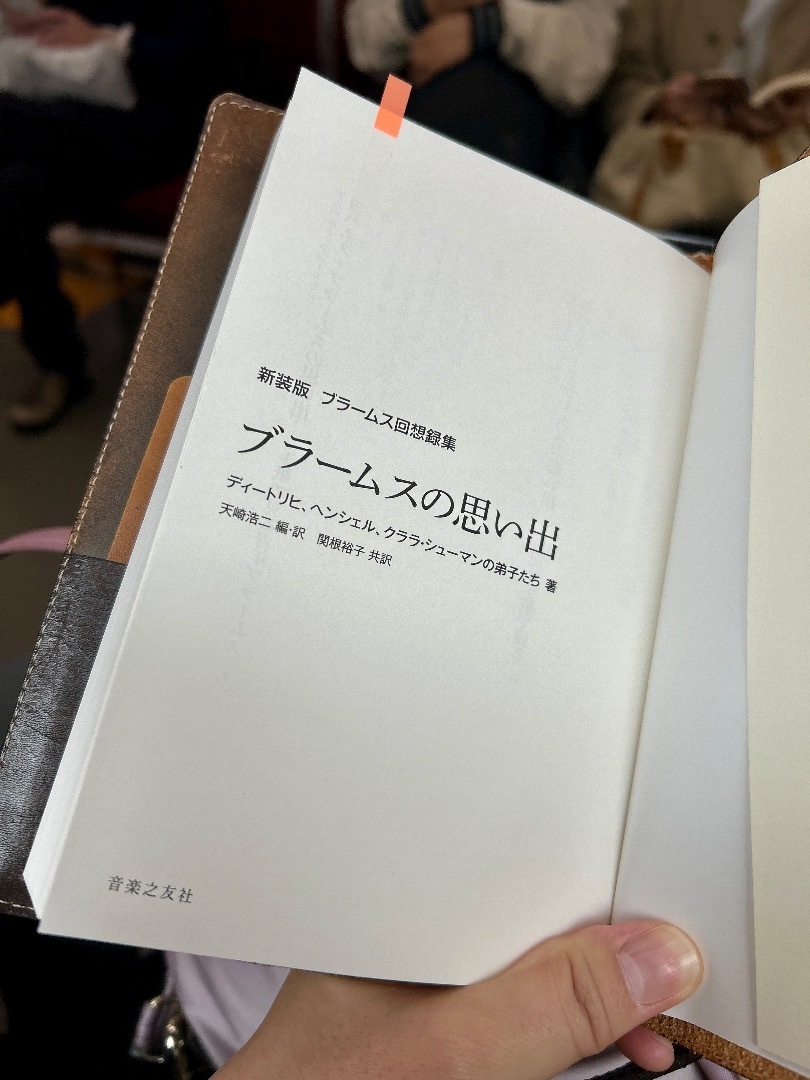 新装版 ブラームス回想録集
ブラームスの思い出
ディートリヒ、ヘンシェル、クララ・シューマンの弟子たち 著
天崎浩二 編・訳 関根裕子 共訳
音楽之友社